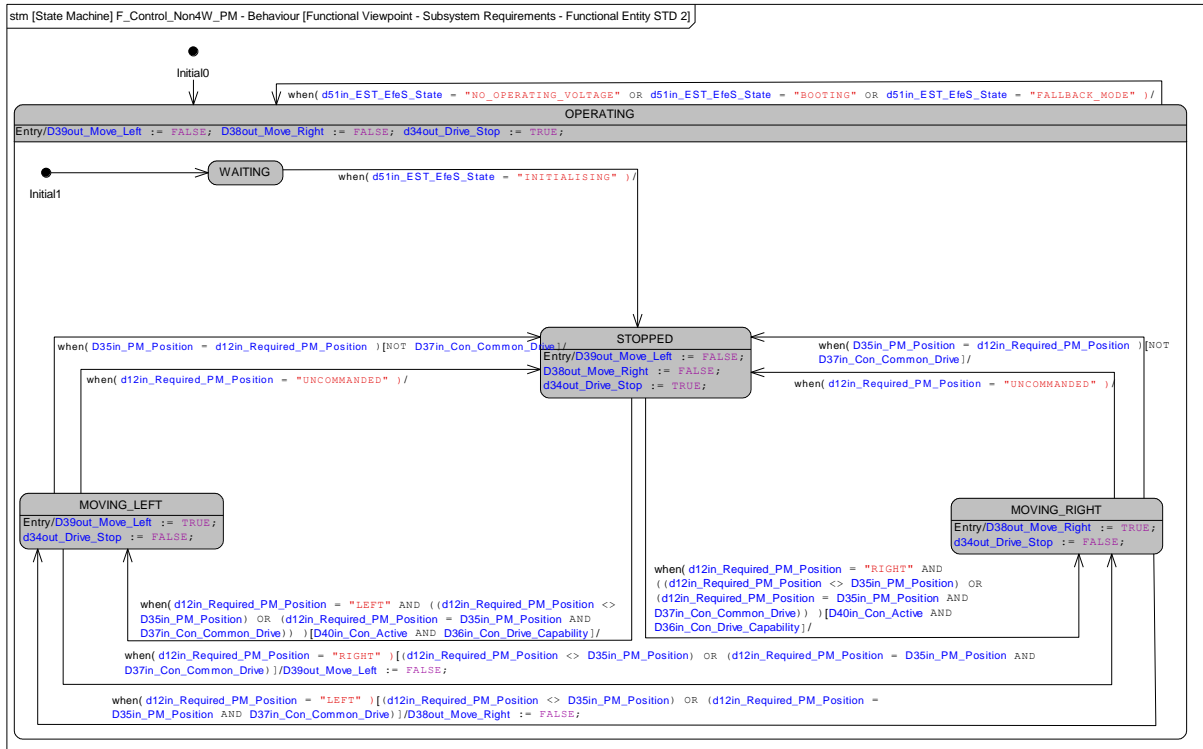 stm [State Machine] F_Control_Non4W_PM - Behaviour [Functional Viewpoint - Subsystem Requirements - Functional Entity STD 2]
Initial0
when( d51in_EST_EfeS_State = "NO_OPERATING_VOLTAGE" OR d51in_EST_EfeS_State = "BOOTING" OR d51in_EST_EfeS_State = "FALLBACK_MODE" )/
OPERATING
Entry/D39out_Move_Left := FALSE; D38out_Move_Right := FALSE; d34out_Drive_Stop := TRUE;
WAITING
Initial1
when( d51in_EST_EfeS_State = "INITIALISING" )/
STOPPED
Entry/D39out_Move_Left := FALSE;
D38out_Move_Right := FALSE;
d34out_Drive_Stop := TRUE;
when( D35in_PM_Position = d12in_Required_PM_Position )[NOT D37in_Con_Common_Drive]/
when( d12in_Required_PM_Position = "UNCOMMANDED" )/
when( D35in_PM_Position = d12in_Required_PM_Position )[NOT
D37in_Con_Common_Drive]/
when( d12in_Required_PM_Position = "UNCOMMANDED" )/
MOVING_LEFT
Entry/D39out_Move_Left := TRUE;
d34out_Drive_Stop := FALSE;
MOVING_RIGHT
Entry/D38out_Move_Right := TRUE;
d34out_Drive_Stop := FALSE;
when( d12in_Required_PM_Position = "LEFT" AND ((d12in_Required_PM_Position <>
D35in_PM_Position) OR (d12in_Required_PM_Position = D35in_PM_Position AND
D37in_Con_Common_Drive)) )[D40in_Con_Active AND D36in_Con_Drive_Capability]/
when( d12in_Required_PM_Position = "RIGHT" AND
((d12in_Required_PM_Position <> D35in_PM_Position) OR
(d12in_Required_PM_Position = D35in_PM_Position AND
D37in_Con_Common_Drive)) )[D40in_Con_Active AND
D36in_Con_Drive_Capability]/
when( d12in_Required_PM_Position = "RIGHT" )[(d12in_Required_PM_Position <> D35in_PM_Position) OR (d12in_Required_PM_Position = D35in_PM_Position AND
D37in_Con_Common_Drive)]/D39out_Move_Left := FALSE;
when( d12in_Required_PM_Position = "LEFT" )[(d12in_Required_PM_Position <> D35in_PM_Position) OR (d12in_Required_PM_Position =
D35in_PM_Position AND D37in_Con_Common_Drive)]/D38out_Move_Right := FALSE;